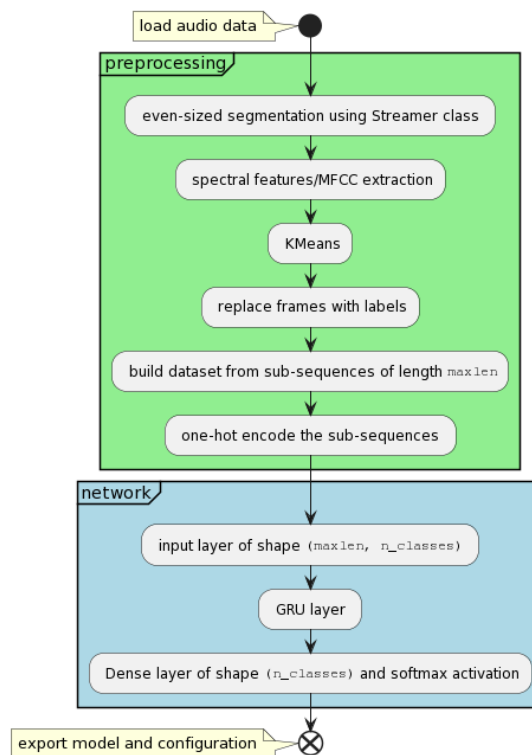 load audio data
preprocessing
even-sized segmentation using Streamer class
spectral features/MFCC extraction
KMeans
replace frames with labels
build dataset from sub-sequences of length maxlen
one-hot encode the sub-sequences
network
input layer of shape (maxlen, n_classes)
GRU layer
Dense layer of shape (n_classes) and softmax activation
export model and configuration